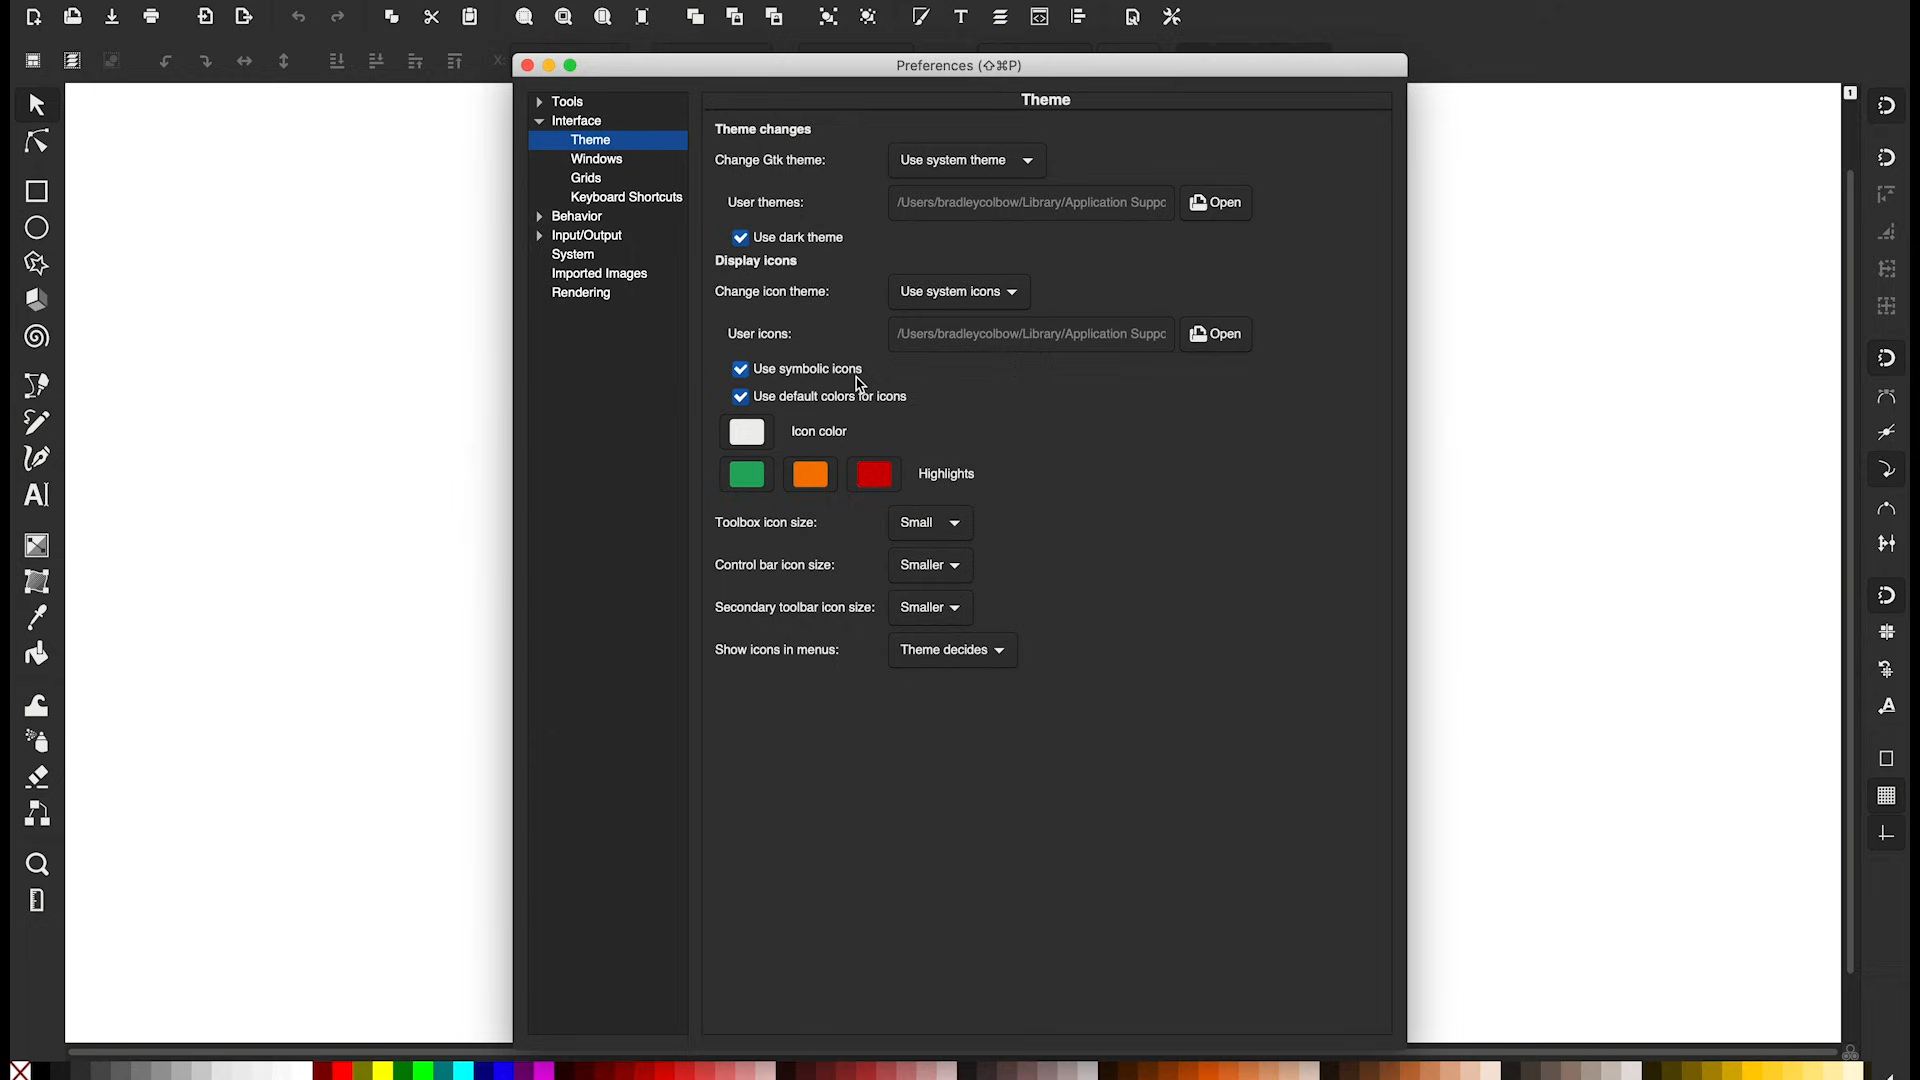 X:
Preferences (⇧⌘P)
1
Tools
Interface
Theme
Windows
Grids
Keyboard Shortcuts
Behavior
Input/Output
System
Imported Images
Rendering
Theme
Theme changes
Change Gtk theme:
Use system theme
User themes:
/Users/bradleycolbow/Library/Application Suppo
Open
Use dark theme
Display icons
Change icon theme:
Use system icons
User icons:
/Users/bradleycolbow/Library/Application Suppo
Open
Use symbolic icons
Use default colors for icons
Icon color
Highlights
Toolbox icon size:
Small
Control bar icon size:
Smaller
Secondary toolbar icon size:
Smaller
Show icons in menus:
Theme decides